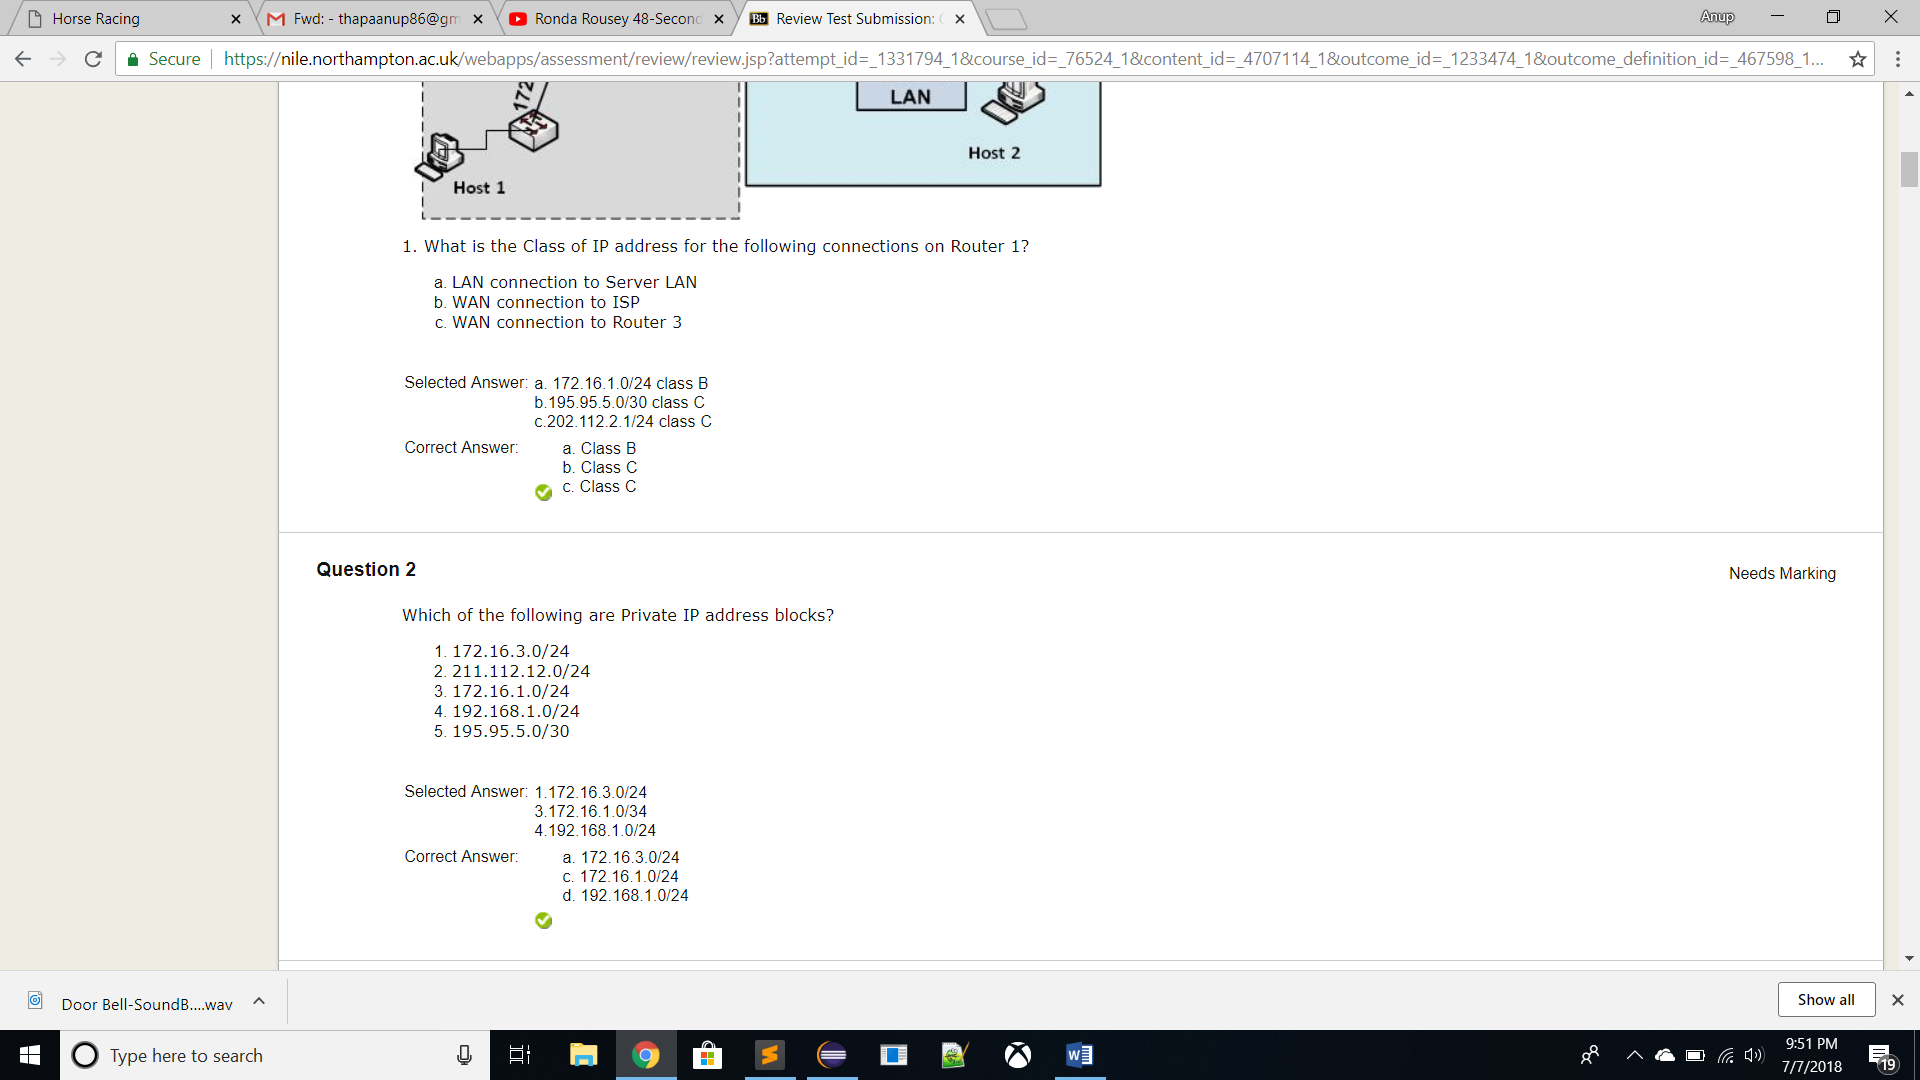 Horse Racing
Fwd: - thapaanup86@gm
Ronda Rousey 48-Second
Bb Review Test Submission:
Anup
Secure https://nile.northampton.ac.uk/webapps/assessment/review/review.jsp?attempt_id=_1331794_1&course_id=_76524_1&content_id=_4707114_1&outcome_id=_1233474_1&outcome_definition_id=_467598_1...
172
LAN
Host 2
Host 1
1. What is the Class of IP address for the following connections on Router 1?
a. LAN connection to Server LAN
b. WAN connection to ISP
c. WAN connection to Router 3
Selected Answer: a. 172.16.1.0/24 class B
b.195.95.5.0/30 class C
c.202.112.2.1/24 class C
Correct Answer: a. Class B
b. Class C
c. Class C
Question 2
Needs Marking
Which of the following are Private IP address blocks?
1. 172.16.3.0/24
2. 211.112.12.0/24
3. 172.16.1.0/24
4. 192.168.1.0/24
5. 195.95.5.0/30
Selected Answer: 1.172.16.3.0/24
3.172.16.1.0/34
4.192.168.1.0/24
Correct Answer: a. 172.16.3.0/24
c. 172.16.1.0/24
d. 192.168.1.0/24
Door Bell-SoundB....wav
Show all
Type here to search
9:51 PM
7/7/2018
19